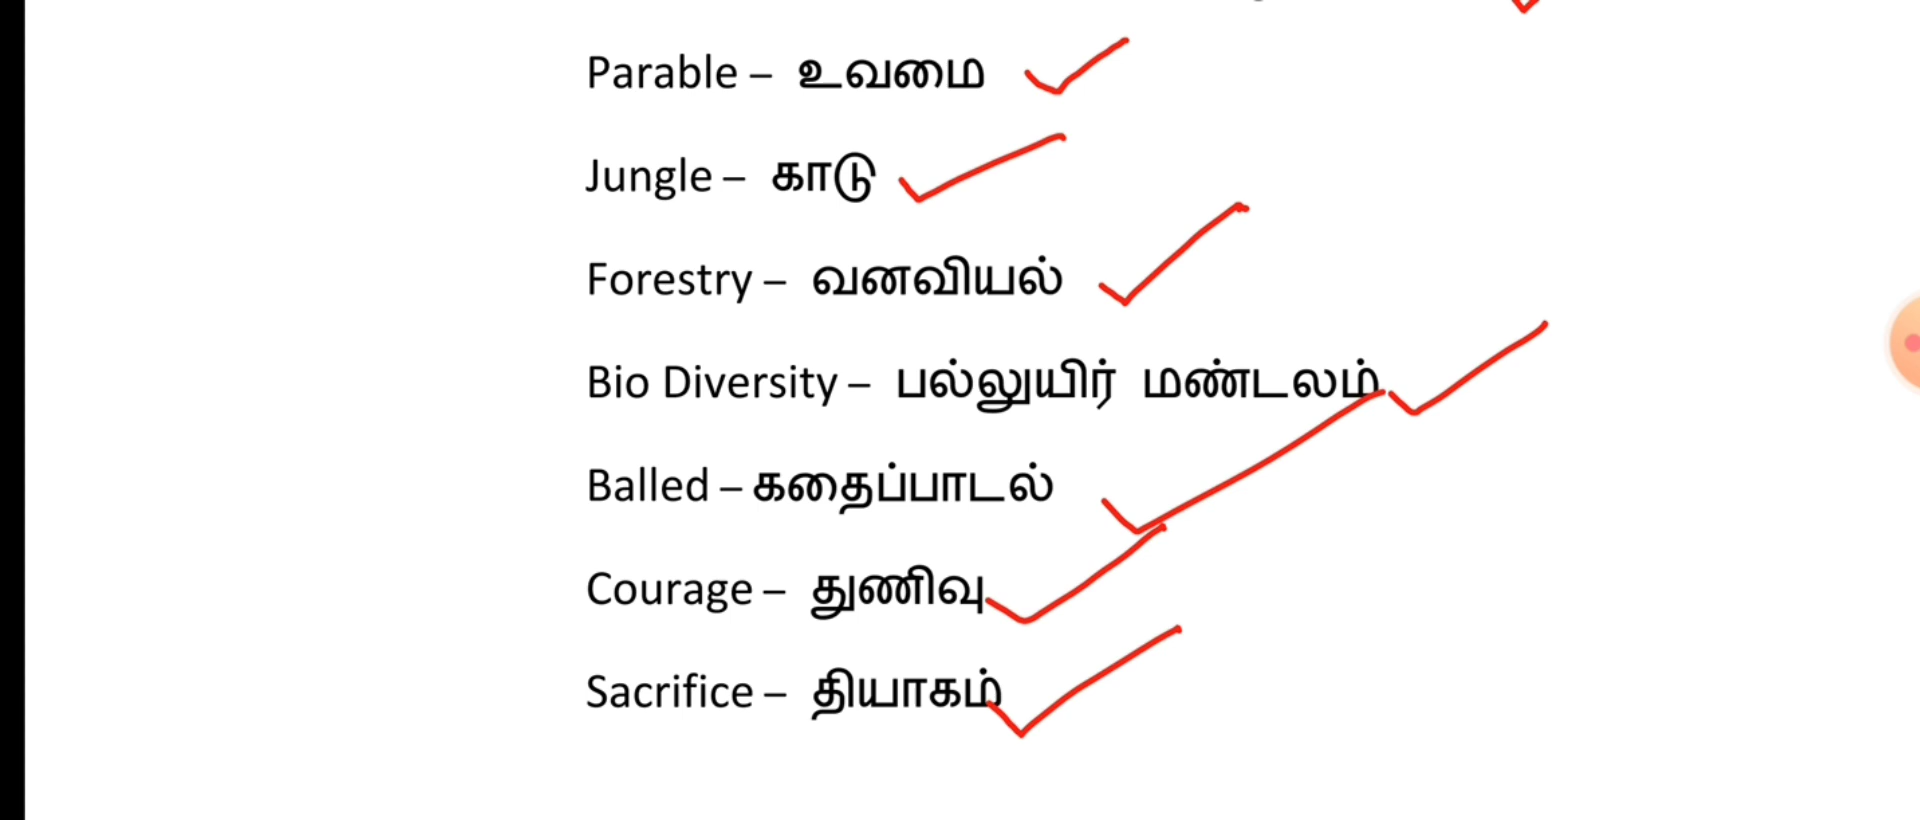 Parable – உவமை
Jungle – காடு
Forestry – வனவியல்
Bio Diversity – பல்லுயிர் மண்டலம்
Balled – கதைப்பாடல்
Courage – துணிவு
Sacrifice – தியாகம்